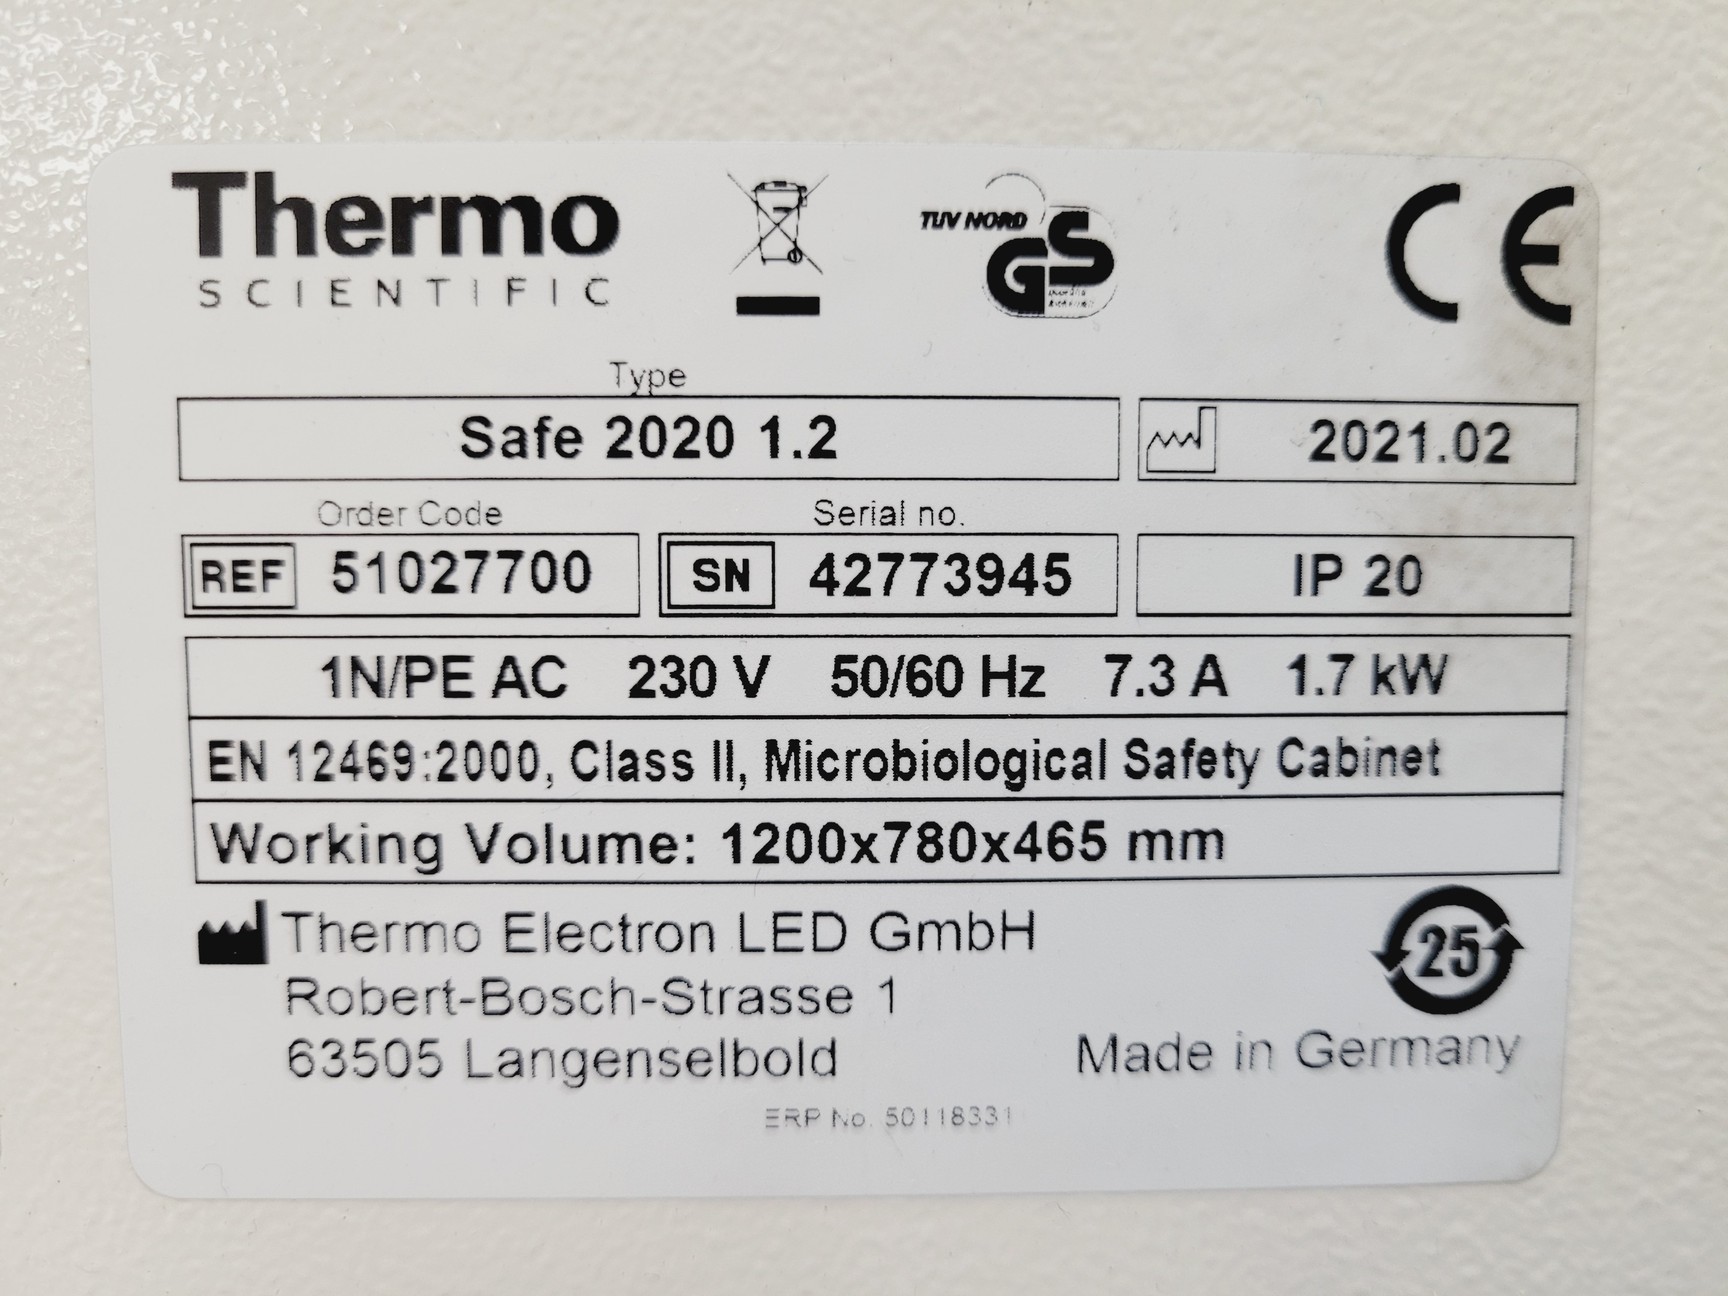 Thermo
SCIENTIFIC
TUV NORD
GS
CE
Type
Safe 2020 1.2
2021.02
Order Code
Serial no.
REF 51027700
SN 42773945
IP 20
1N/PE AC 230 V 50/60 Hz 7.3 A 1.7 kW
EN 12469:2000, Class II, Microbiological Safety Cabinet
Working Volume: 1200x780x465 mm
Thermo Electron LED GmbH
Robert-Bosch-Strasse 1
63505 Langenselbold
25
Made in Germany
ERP No. 50118331